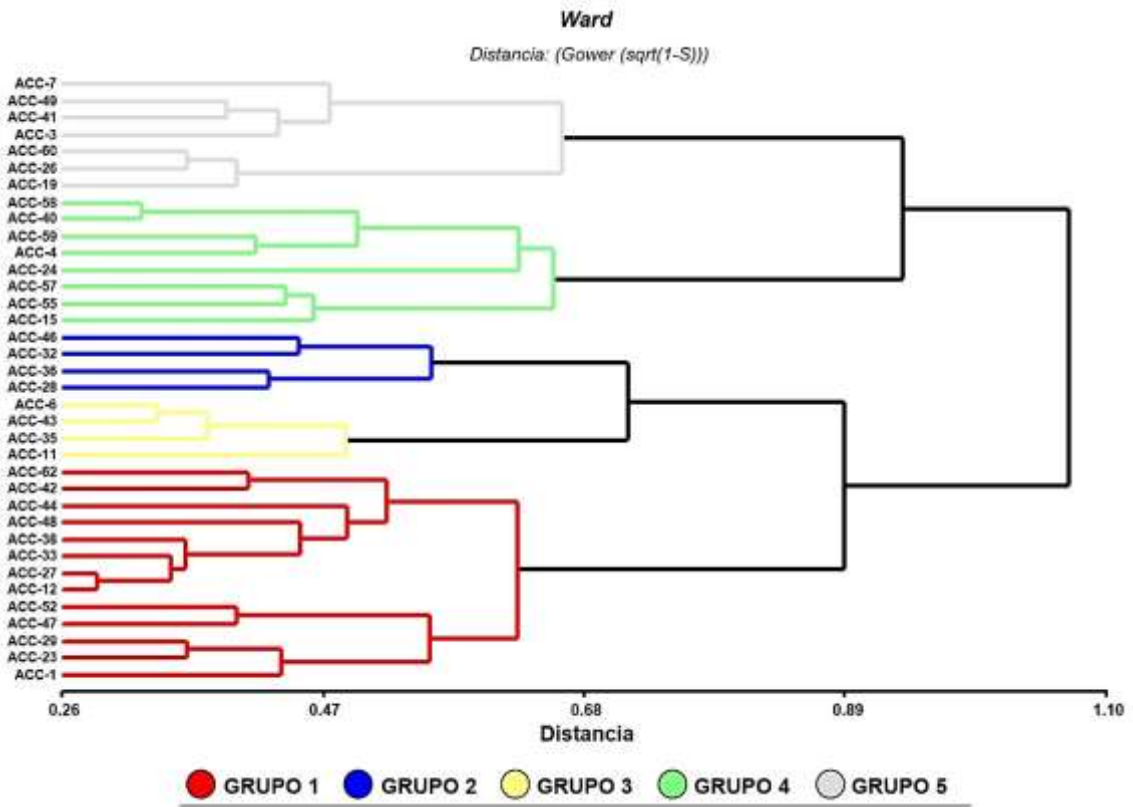 Ward
Distancia: (Gower (sqrt(1-S)))
ACC-7
ACC-49
ACC-41
ACC-3
ACC-60
ACC-26
ACC-19
ACC-58
ACC-40
ACC-59
ACC-4
ACC-24
ACC-57
ACC-55
ACC-15
ACC-46
ACC-32
ACC-36
ACC-28
ACC-6
ACC-43
ACC-35
ACC-11
ACC-62
ACC-42
ACC-44
ACC-48
ACC-38
ACC-33
ACC-27
ACC-12
ACC-52
ACC-47
ACC-29
ACC-23
ACC-1
0.26 0.47 0.68 0.89 1.10
Distancia
GRUPO 1 GRUPO 2 GRUPO 3 GRUPO 4 GRUPO 5